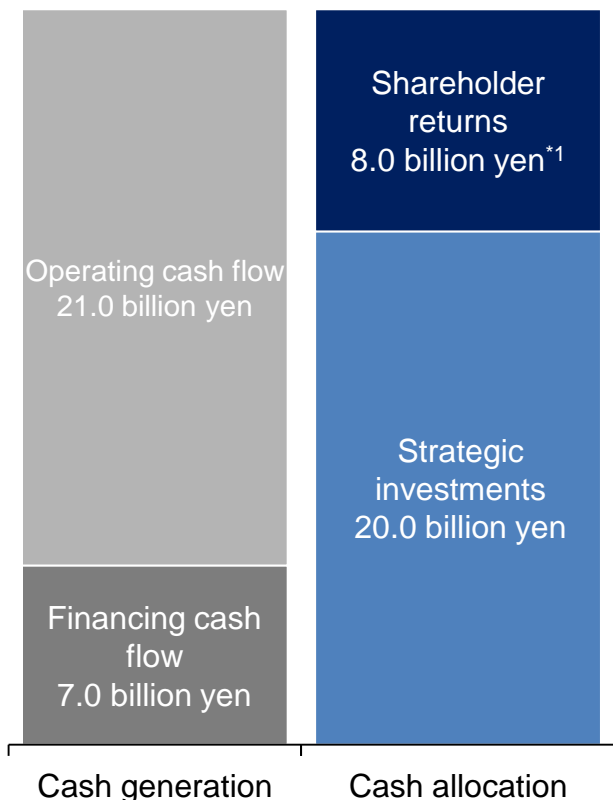 Operating cash flow
21.0 billion yen
Financing cash
flow
7.0 billion yen
Shareholder
returns
8.0 billion yen*1
Strategic
investments
20.0 billion yen
Cash generation
Cash allocation